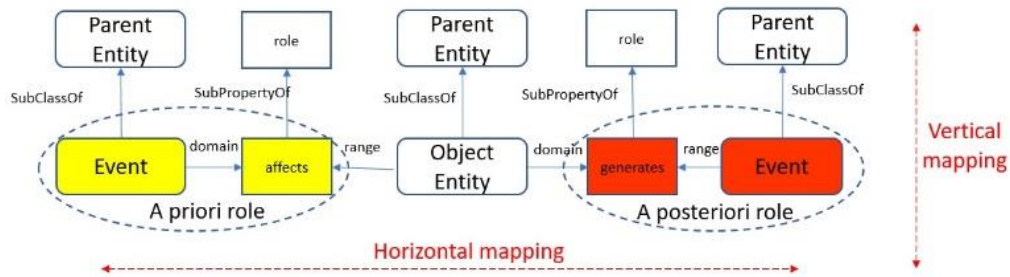 Parent
Entity
role
Parent
Entity
role
Parent
Entity
SubClassOf
SubPropertyOf
SubClassOf
SubPropertyOf
SubClassOf
Event
domain
affects
range
Object
Entity
domain
generates
range
Event
A priori role
A posteriori role
Vertical
mapping
Horizontal mapping